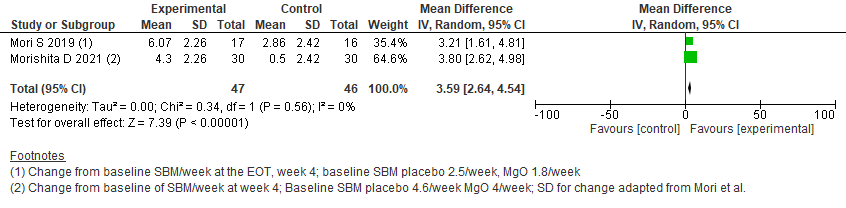 Experimental Control Mean Difference Mean Difference
Study or Subgroup Mean SD Total Mean SD Total Weight IV, Random, 95% CI IV, Random, 95% CI
Mori S 2019 (1) 6.07 2.26 17 2.86 2.42 16 35.4% 3.21 [1.61, 4.81]
Morishita D 2021 (2) 4.3 2.26 30 0.5 2.42 30 64.6% 3.80 [2.62, 4.98]
Total (95% CI) 47 46 100.0% 3.59 [2.64, 4.54]
Heterogeneity: Tau² = 0.00; Chi² = 0.34, df = 1 (P = 0.56); I² = 0%
Test for overall effect: Z = 7.39 (P < 0.00001)
-100 -50 0 50 100
Favours [control] Favours [experimental]
Footnotes
(1) Change from baseline SBM/week at the EOT, week 4; baseline SBM placebo 2.5/week, MgO 1.8/week
(2) Change from baseline of SBM/week at week 4; Baseline SBM placebo 4.6/week MgO 4/week; SD for change adapted from Mori et al.